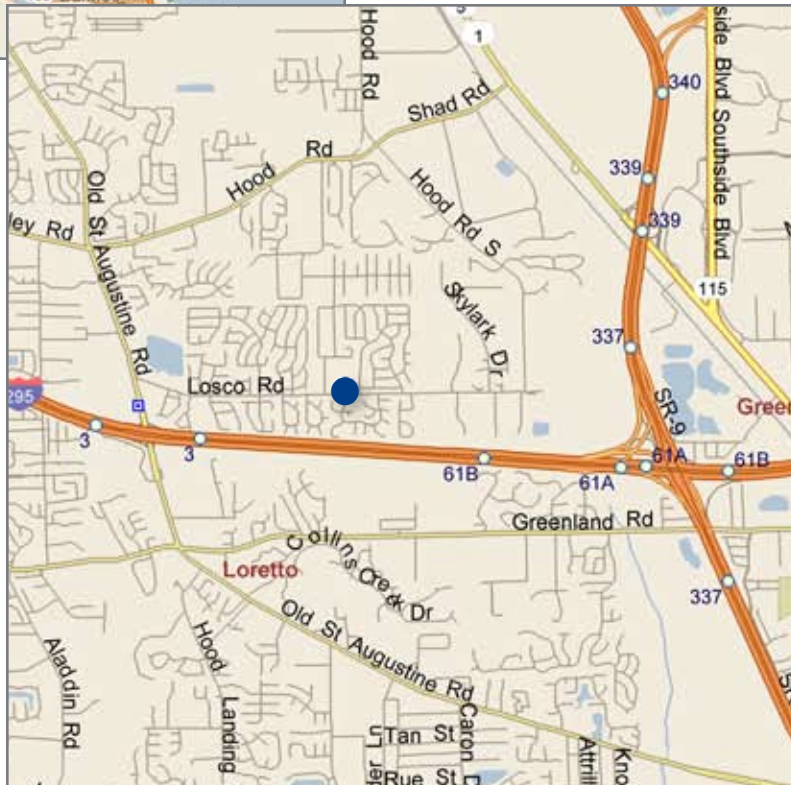 Hood Rd
1
side Blvd
Southside Blvd
340
Shad Rd
Rd
Hood
339
Hood Rd S
339
ley Rd
Old St Augustine Rd
115
Skylark Dr
337
Losco Rd
295
SR-9
Green
3
3
61B
61A
61A
61B
Greenland Rd
Collins Creek Dr
Loretto
337
Old St Augustine Rd
Hood Landing
Aladdin Rd
Caron D
Tan St
der Ln
Attrill
Kno
Rue St